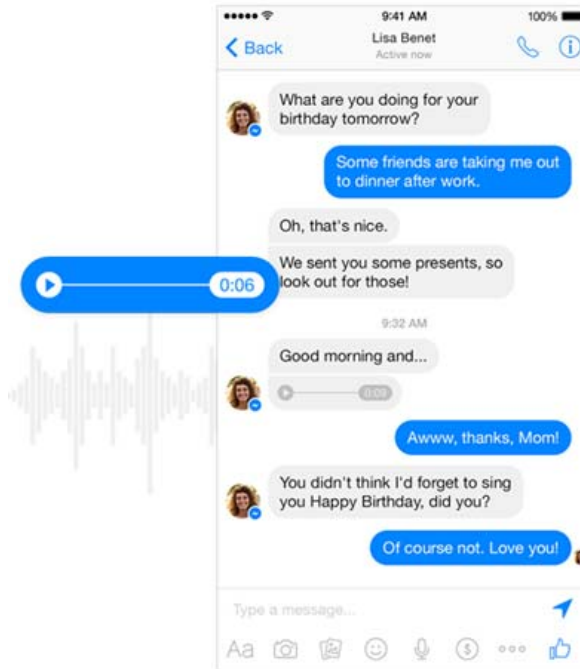 9:41 AM
100%
Back
Lisa Benet
Active now
What are you doing for your
birthday tomorrow?
Some friends are taking me out
to dinner after work.
Oh, that's nice.
We sent you some presents, so
look out for those!
0:06
9:32 AM
Good morning and...
0:09
Awww, thanks, Mom!
You didn't think I'd forget to sing
you Happy Birthday, did you?
Of course not. Love you!
Type a message...
Aa
$